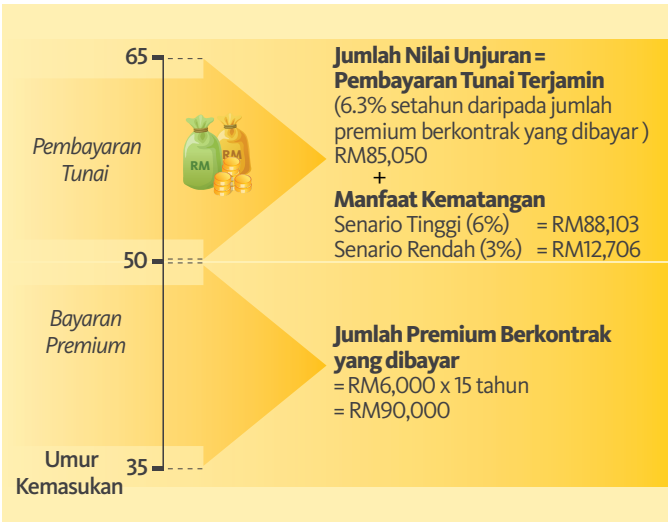 65
Jumlah Nilai Unjuran =
Pembayaran Tunai Terjamin
(6.3% setahun daripada jumlah
premium berkontrak yang dibayar )
RM85,050
+
Manfaat Kematangan
Senario Tinggi (6%) = RM88,103
Senario Rendah (3%) = RM12,706
Pembayaran
Tunai
RM
RM
50
Bayaran
Premium
Jumlah Premium Berkontrak
yang dibayar
= RM6,000 x 15 tahun
= RM90,000
Umur
Kemasukan
35